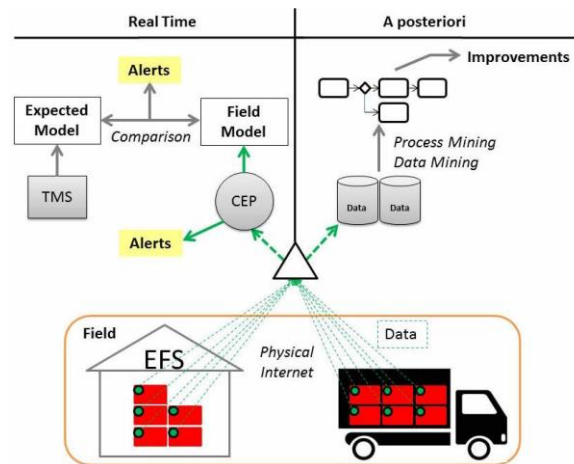 Real Time
A posteriori
Alerts
Improvements
Expected
Model
Comparison
Field
Model
Process Mining
Data Mining
TMS
CEP
Data
Data
Alerts
Field
Data
EFS
Physical
Internet